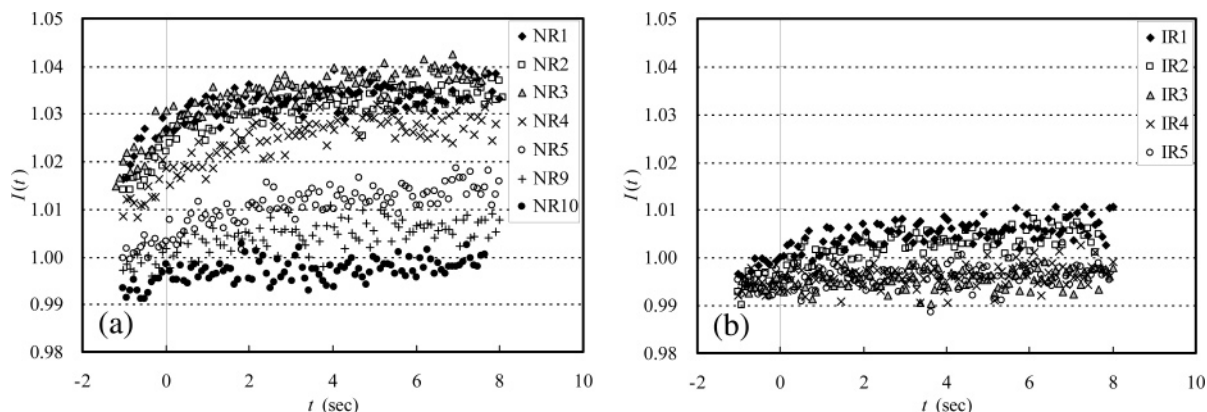 1.05
1.04
1.03
1.02
1.01
1.00
0.99
0.98
I(t)
-2 0 2 4 6 8 10
t (sec)
(a)
NR1
NR2
NR3
NR4
NR5
NR9
NR10
1.05
1.04
1.03
1.02
1.01
1.00
0.99
0.98
I(t)
-2 0 2 4 6 8 10
t (sec)
(b)
IR1
IR2
IR3
IR4
IR5